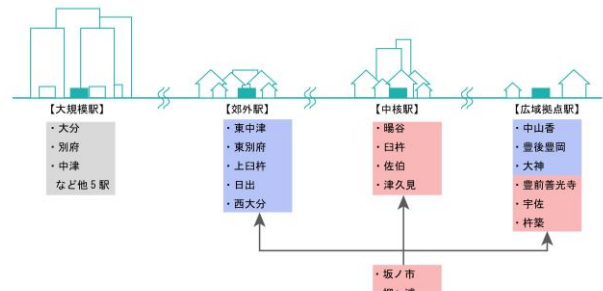 【大規模駅】
・大分
・別府
・中津
など他5駅
【郊外駅】
・東中津
・東別府
・上臼杵
・日出
・西大分
【中核駅】
・暘谷
・臼杵
・佐伯
・津久見
【広域拠点駅】
・中山香
・豊後豊岡
・大神
・豊前善光寺
・宇佐
・杵築
・坂ノ市